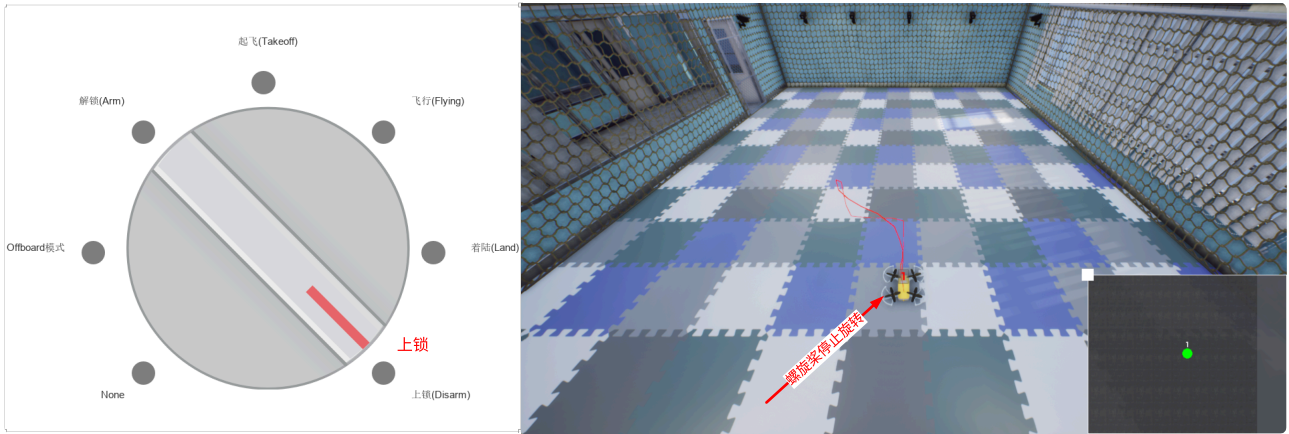 起飞(Takeoff)
解锁(Arm)
飞行(Flying)
Offboard模式
着陆(Land)
上锁
None
上锁(Disarm)
螺旋桨停止旋转
1
1